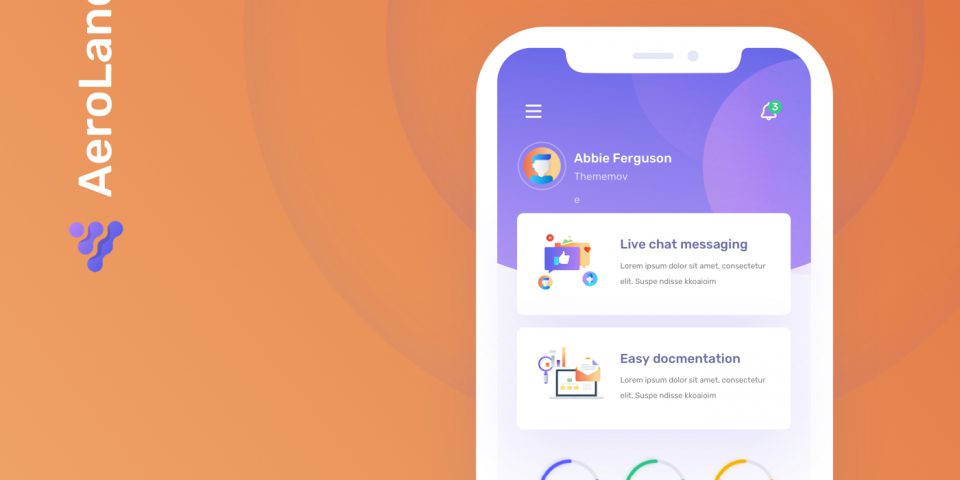 AeroLand
3
Abbie Ferguson
Thememov
e
Live chat messaging
Lorem ipsum dolor sit amet, consectetur
elit. Suspe ndisse kkoaioim
Easy docmentation
Lorem ipsum dolor sit amet, consectetur
elit. Suspe ndisse kkoaioim